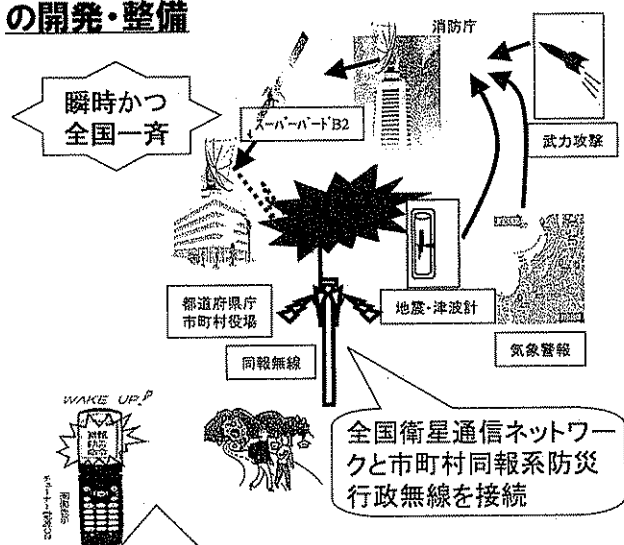 の開発・整備
消防庁
瞬時かつ
全国一斉
スーパーバードB2
武力攻撃
都道府県庁
市町村役場
地震・津波計
同報無線
気象警報
WAKE UP
全国衛星通信ネットワー
クと市町村同報系防災
行政無線を接続